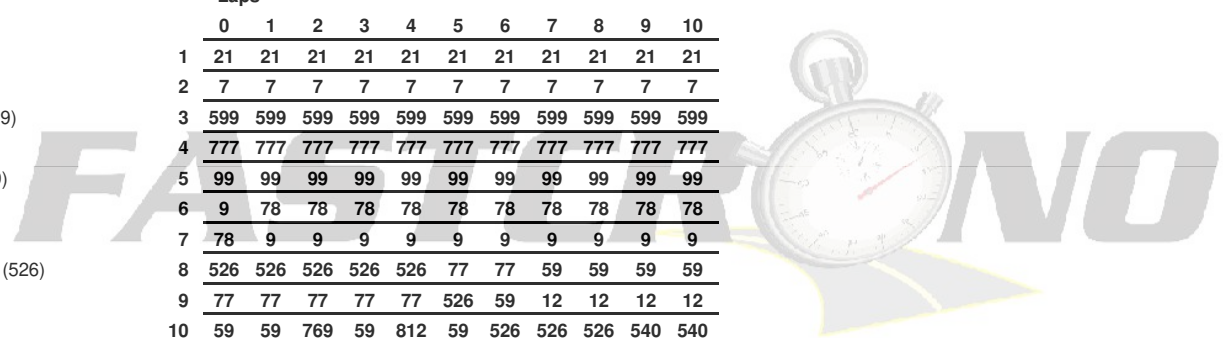 Laps
0 1 2 3 4 5 6 7 8 9 10
1 21 21 21 21 21 21 21 21 21 21 21
2 7 7 7 7 7 7 7 7 7 7 7
9) 3 599 599 599 599 599 599 599 599 599 599 599
4 777 777 777 777 777 777 777 777 777 777 777
) 5 99 99 99 99 99 99 99 99 99 99 99
6 9 78 78 78 78 78 78 78 78 78 78
7 78 9 9 9 9 9 9 9 9 9 9
(526) 8 526 526 526 526 526 77 77 59 59 59 59
9 77 77 77 77 77 526 59 12 12 12 12
10 59 59 769 59 812 59 526 526 526 540 540
FASTCRONO